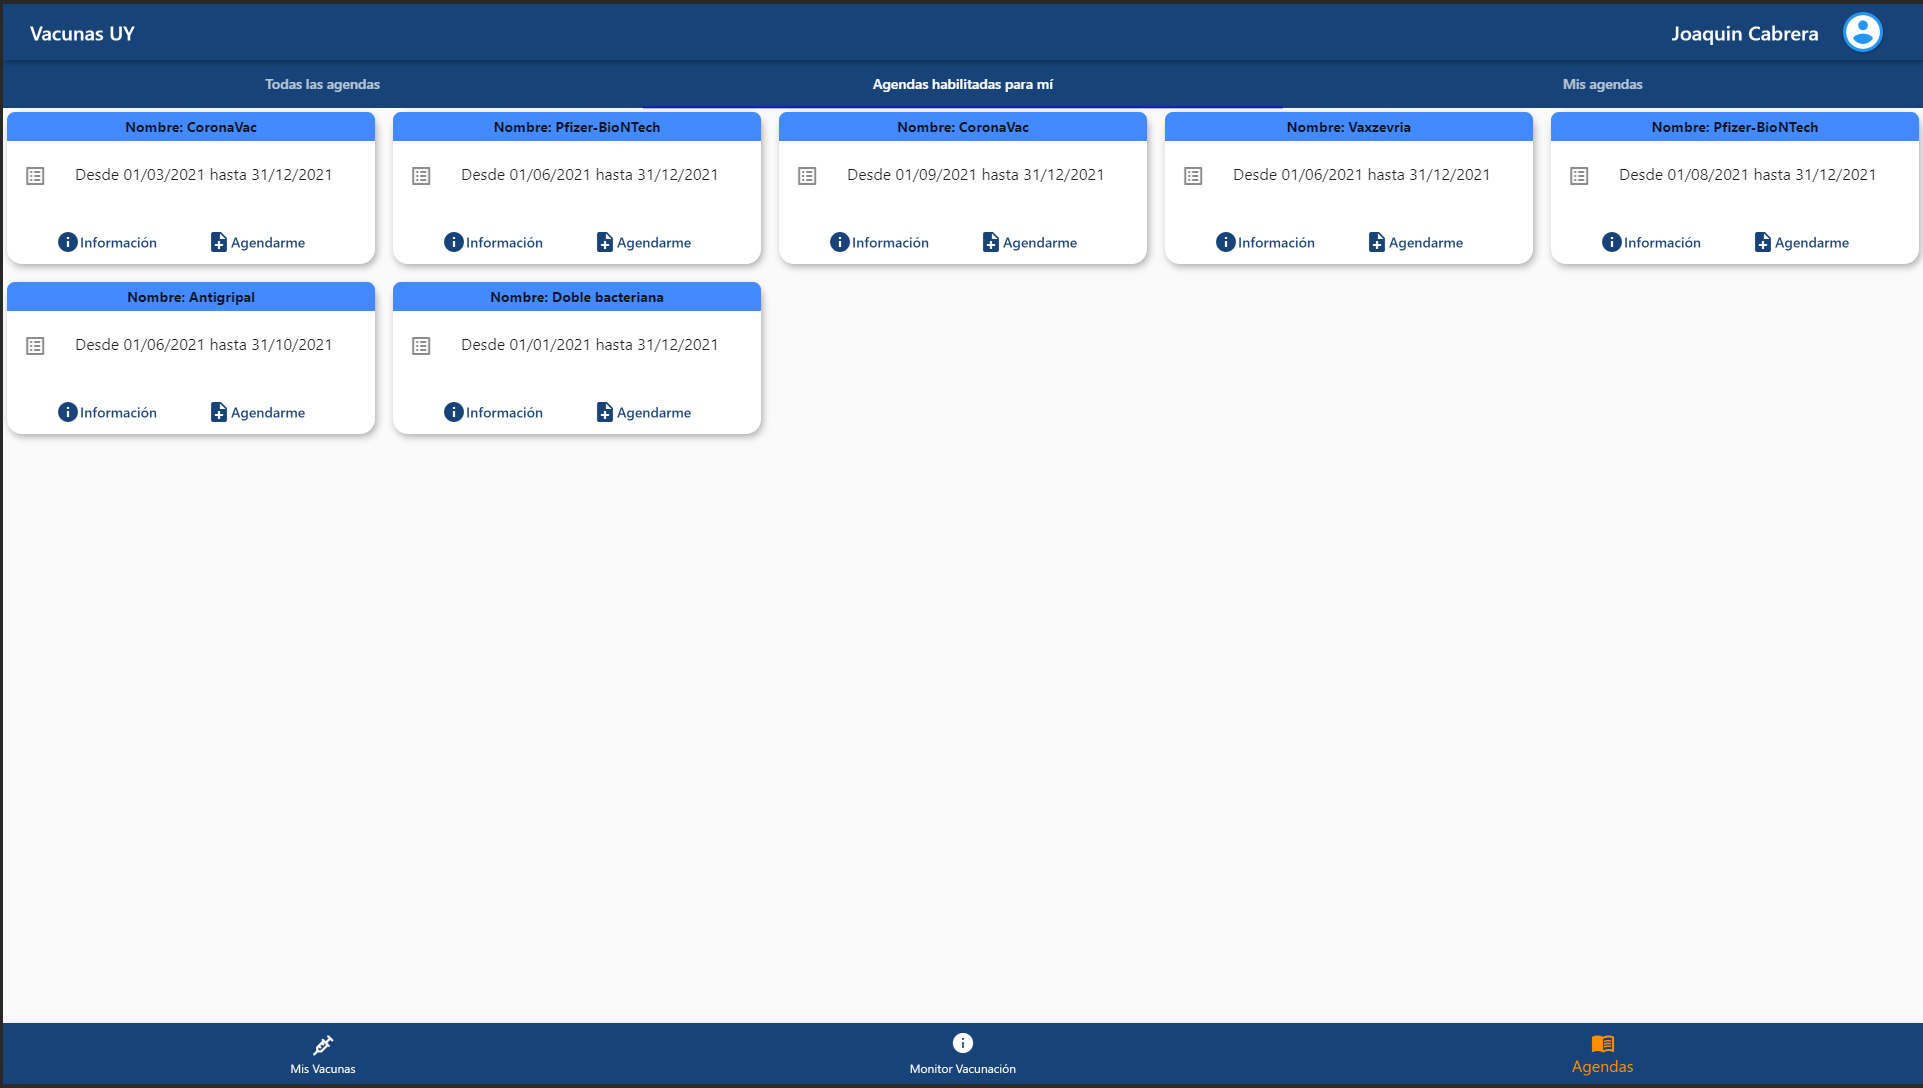 Vacunas UY
Joaquin Cabrera
Todas las agendas
Agendas habilitadas para mí
Mis agendas
Nombre: CoronaVac
Desde 01/03/2021 hasta 31/12/2021
Información
Agendarme
Nombre: Pfizer-BioNTech
Desde 01/06/2021 hasta 31/12/2021
Información
Agendarme
Nombre: CoronaVac
Desde 01/09/2021 hasta 31/12/2021
Información
Agendarme
Nombre: Vaxzevria
Desde 01/06/2021 hasta 31/12/2021
Información
Agendarme
Nombre: Pfizer-BioNTech
Desde 01/08/2021 hasta 31/12/2021
Información
Agendarme
Nombre: Antigripal
Desde 01/06/2021 hasta 31/10/2021
Información
Agendarme
Nombre: Doble bacteriana
Desde 01/01/2021 hasta 31/12/2021
Información
Agendarme
Mis Vacunas
Monitor Vacunación
Agendas